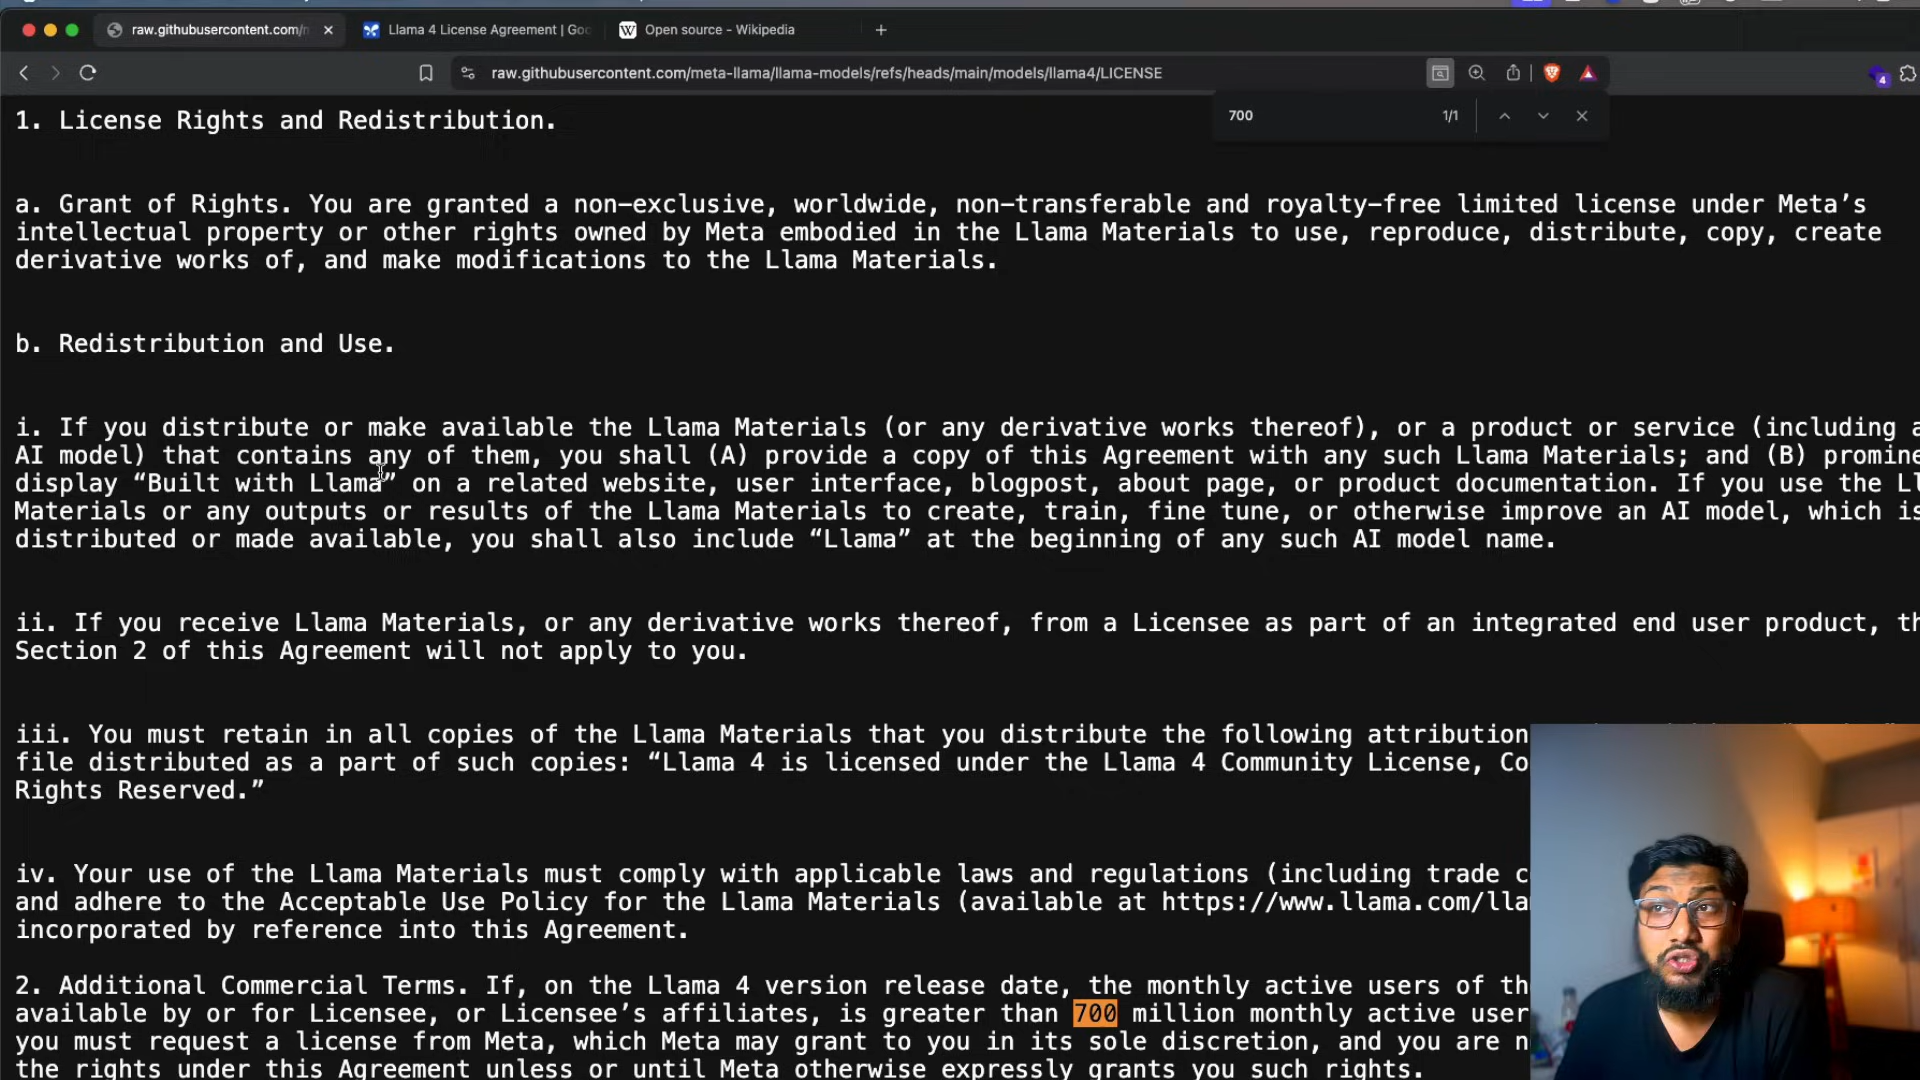 raw.githubusercontent.com/
Llama 4 License Agreement | Goo
W
Open source - Wikipedia
raw.githubusercontent.com/meta-llama/llama-models/refs/heads/main/models/llama4/LICENSE
4
700
1/1
1. License Rights and Redistribution.
a. Grant of Rights. You are granted a non-exclusive, worldwide, non-transferable and royalty-free limited license under Meta’s
intellectual property or other rights owned by Meta embodied in the Llama Materials to use, reproduce, distribute, copy, create
derivative works of, and make modifications to the Llama Materials.
b. Redistribution and Use.
i. If you distribute or make available the Llama Materials (or any derivative works thereof), or a product or service (including a
AI model) that contains any of them, you shall (A) provide a copy of this Agreement with any such Llama Materials; and (B) promine
display “Built with Llama” on a related website, user interface, blogpost, about page, or product documentation. If you use the Ll
Materials or any outputs or results of the Llama Materials to create, train, fine tune, or otherwise improve an AI model, which is
distributed or made available, you shall also include “Llama” at the beginning of any such AI model name.
ii. If you receive Llama Materials, or any derivative works thereof, from a Licensee as part of an integrated end user product, th
Section 2 of this Agreement will not apply to you.
iii. You must retain in all copies of the Llama Materials that you distribute the following attribution
file distributed as a part of such copies: “Llama 4 is licensed under the Llama 4 Community License, Co
Rights Reserved.”
iv. Your use of the Llama Materials must comply with applicable laws and regulations (including trade c
and adhere to the Acceptable Use Policy for the Llama Materials (available at https://www.llama.com/lla
incorporated by reference into this Agreement.
2. Additional Commercial Terms. If, on the Llama 4 version release date, the monthly active users of th
available by or for Licensee, or Licensee’s affiliates, is greater than 700 million monthly active user
you must request a license from Meta, which Meta may grant to you in its sole discretion, and you are n
the rights under this Agreement unless or until Meta otherwise expressly grants you such rights.